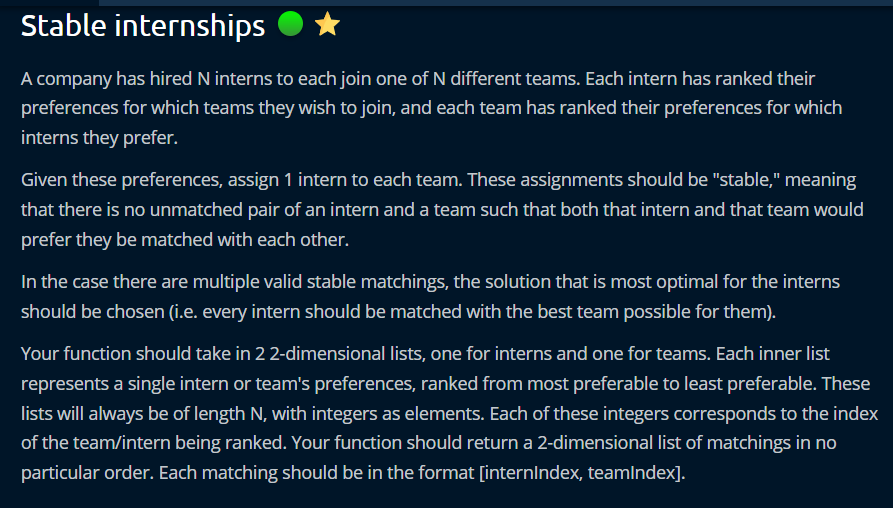 Stable internships
A company has hired N interns to each join one of N different teams. Each intern has ranked their
preferences for which teams they wish to join, and each team has ranked their preferences for which
interns they prefer.
Given these preferences, assign 1 intern to each team. These assignments should be "stable," meaning
that there is no unmatched pair of an intern and a team such that both that intern and that team would
prefer they be matched with each other.
In the case there are multiple valid stable matchings, the solution that is most optimal for the interns
should be chosen (i.e. every intern should be matched with the best team possible for them).
Your function should take in 2 2-dimensional lists, one for interns and one for teams. Each inner list
represents a single intern or team's preferences, ranked from most preferable to least preferable. These
lists will always be of length N, with integers as elements. Each of these integers corresponds to the index
of the team/intern being ranked. Your function should return a 2-dimensional list of matchings in no
particular order. Each matching should be in the format [internIndex, teamIndex].